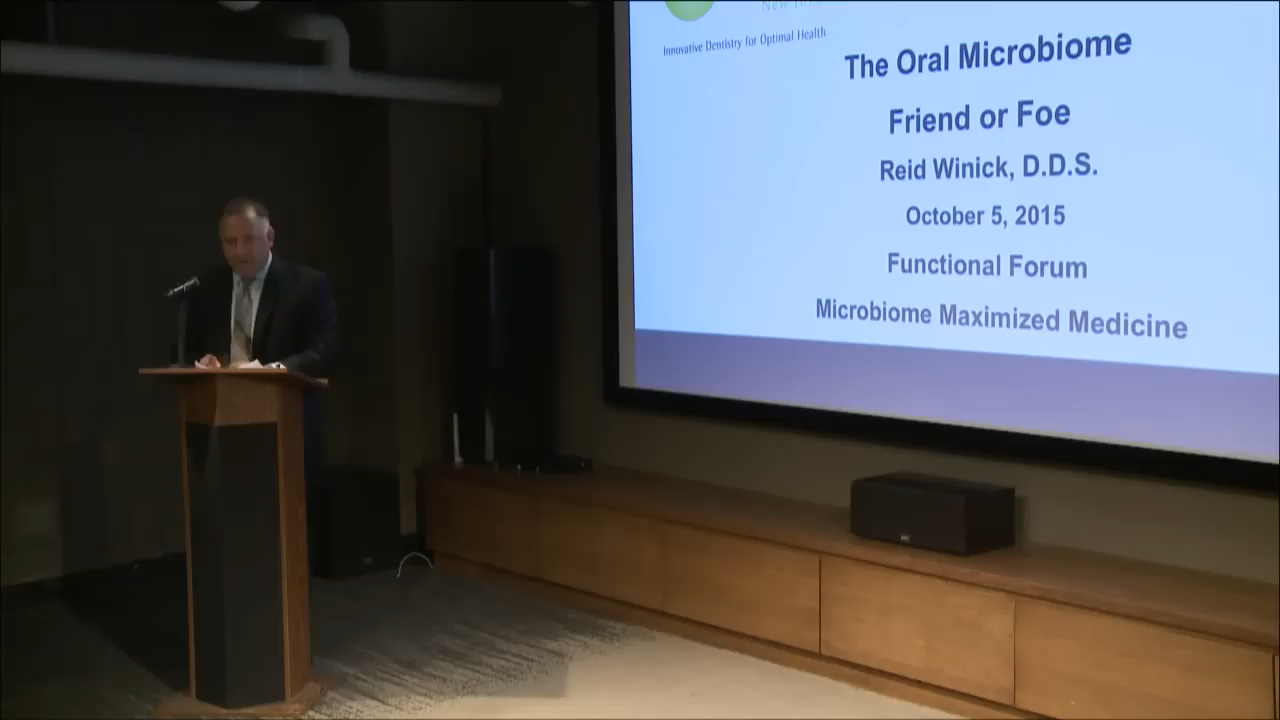 Innovative Dentistry for Optimal Health
The Oral Microbiome
Friend or Foe
Reid Winick, D.D.S.
October 5, 2015
Functional Forum
Microbiome Maximized Medicine